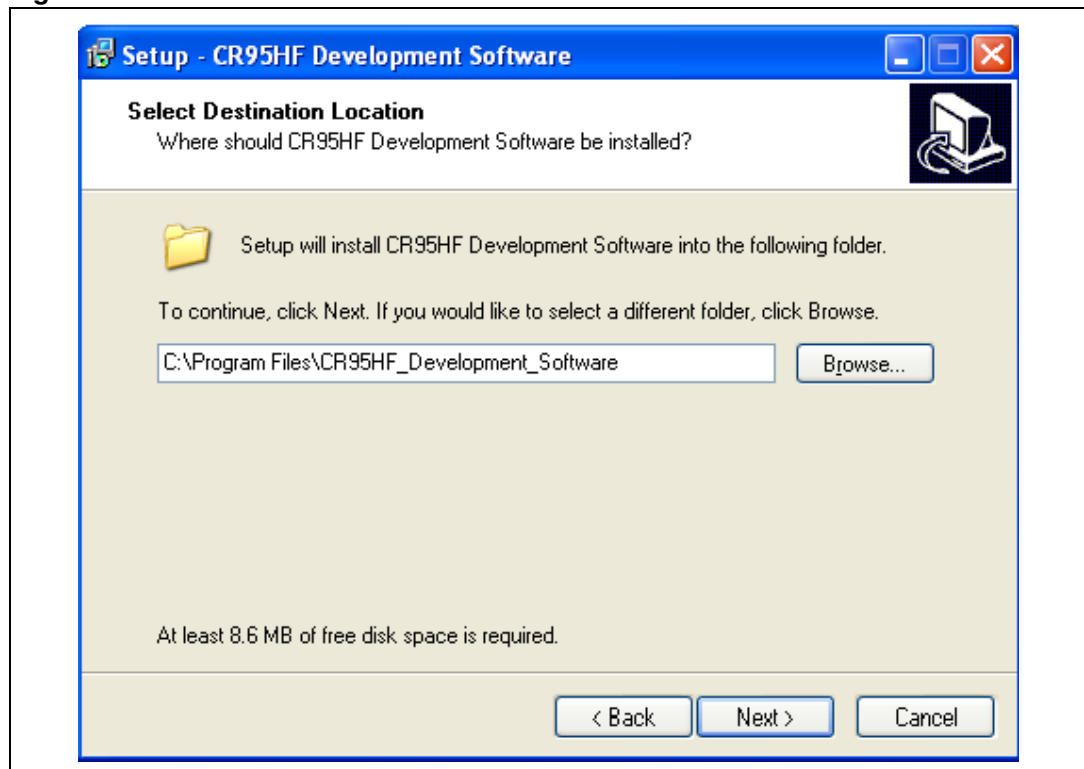 Setup - CR95HF Development Software
Select Destination Location
Where should CR95HF Development Software be installed?
Setup will install CR95HF Development Software into the following folder.
To continue, click Next. If you would like to select a different folder, click Browse.
C:\Program Files\CR95HF_Development_Software
Browse...
At least 8.6 MB of free disk space is required.
< Back
Next >
Cancel